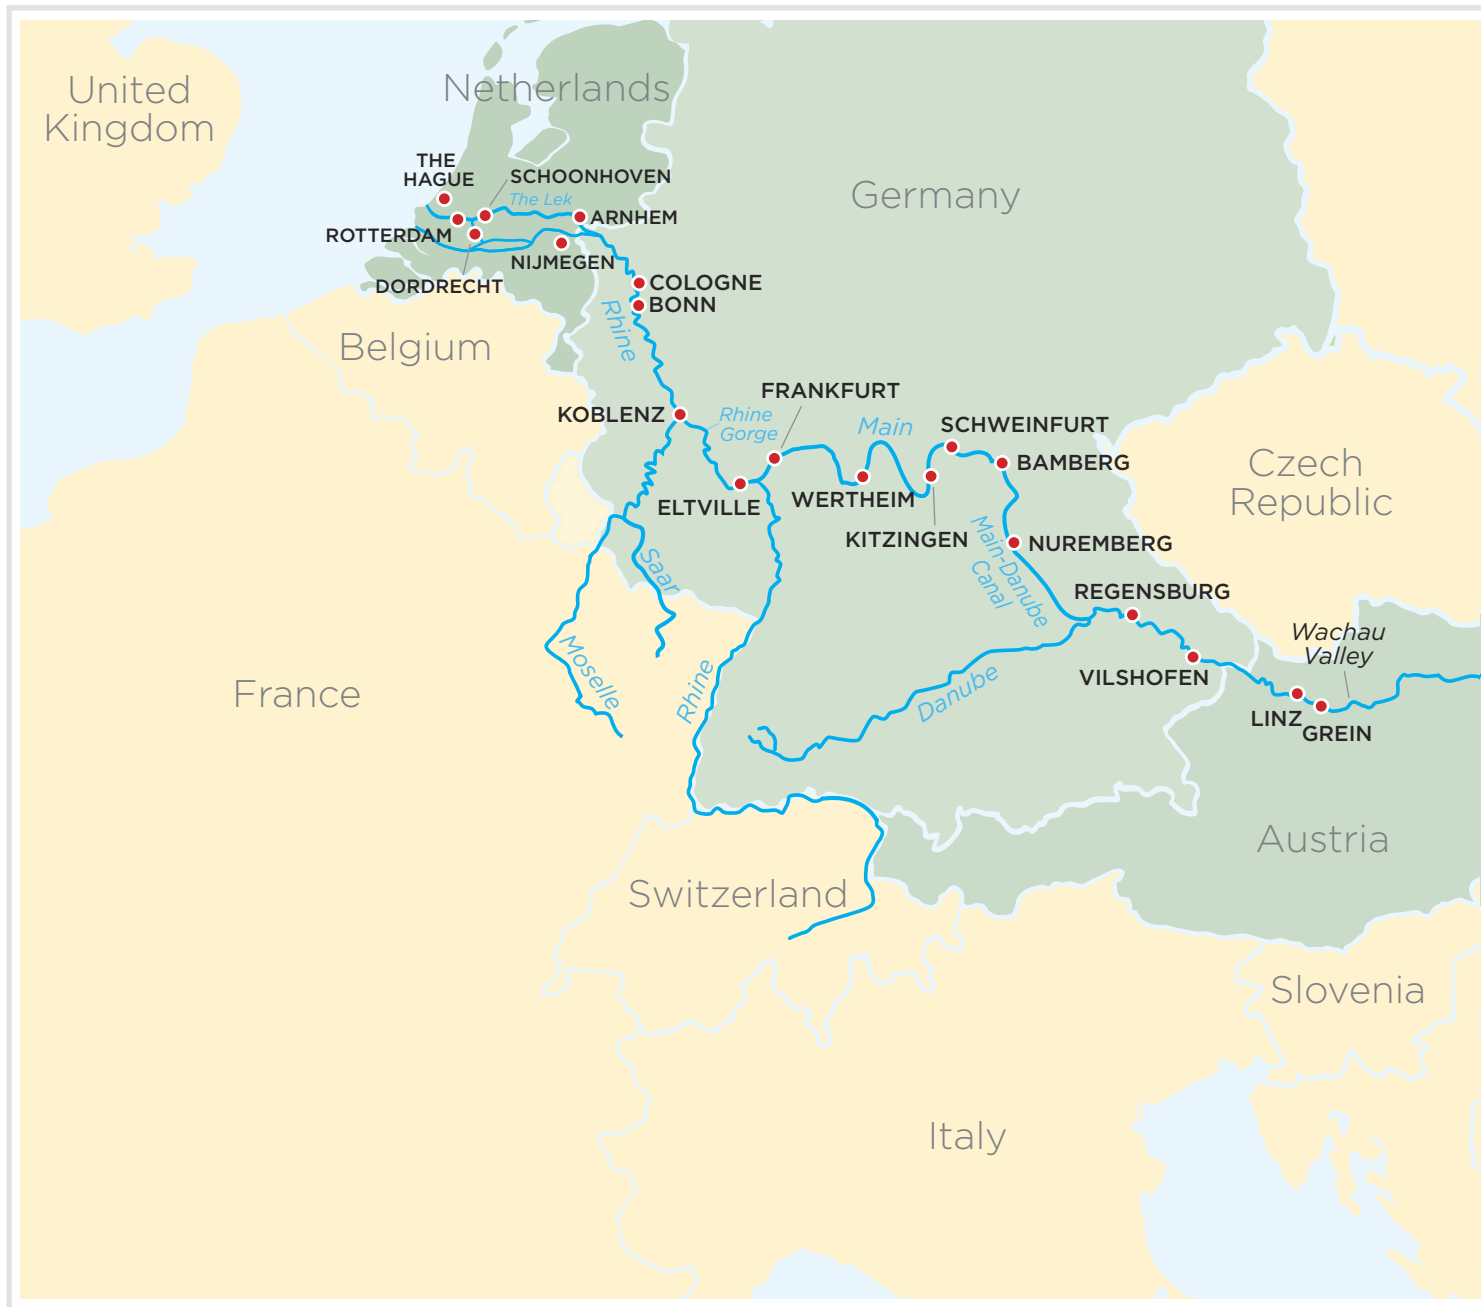 United
Kingdom
Netherlands
THE
HAGUE
SCHOONHOVEN
The Lek
Germany
ARNHEM
ROTTERDAM
NIJMEGEN
DORDRECHT
COLOGNE
BONN
Rhine
Belgium
FRANKFURT
KOBLENZ
Rhine
Gorge
Main
SCHWEINFURT
BAMBERG
Czech
Republic
ELTVILLE
WERTHEIM
KITZINGEN
NUREMBERG
Main-Danube
Canal
Saar
REGENSBURG
Wachau
Valley
Moselle
Rhine
VILSHOFEN
France
Danube
LINZ
GREIN
Austria
Switzerland
Slovenia
Italy